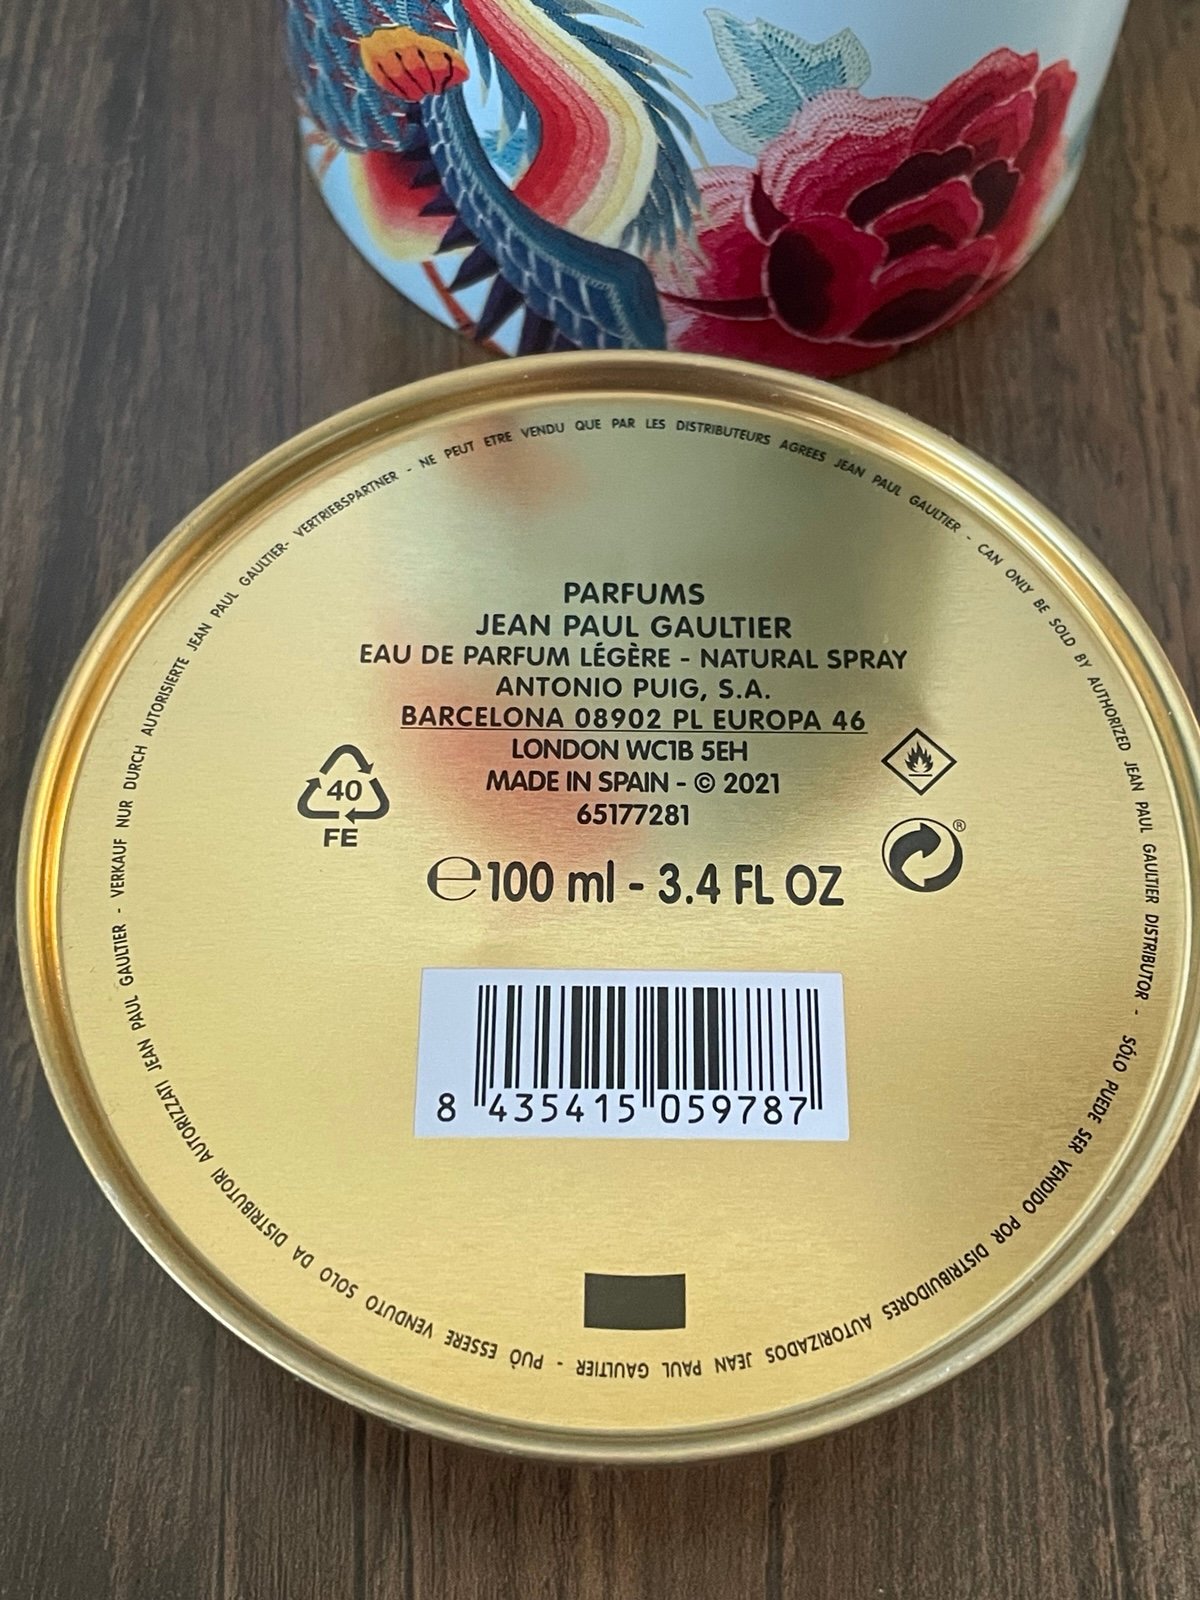 NE PEUT ETRE VENDU QUE PAR LES DISTRIBUTEURS AGREES JEAN PAUL GAULTIER - CAN ONLY BE SOLD BY AUTHORIZED JEAN PAUL GAULTIER DISTRIBUTOR - SÓLO PUEDE SER VENDIDO POR DISTRIBUIDORES AUTORIZADOS JEAN PAUL GAULTIER - PUÒ ESSERE VENDUTO SOLO DA DISTRIBUTORI AUTORIZZATI JEAN PAUL GAULTIER - VERKAUF NUR DURCH AUTORISIERTE JEAN PAUL GAULTIER- VERTRIEBSPARTNER -
PARFUMS
JEAN PAUL GAULTIER
EAU DE PARFUM LÉGÈRE - NATURAL SPRAY
ANTONIO PUIG, S.A.
BARCELONA 08902 PL EUROPA 46
LONDON WC1B 5EH
MADE IN SPAIN - © 2021
65177281
40
FE
®
℮100 ml - 3.4 FL OZ
8 435415 059787